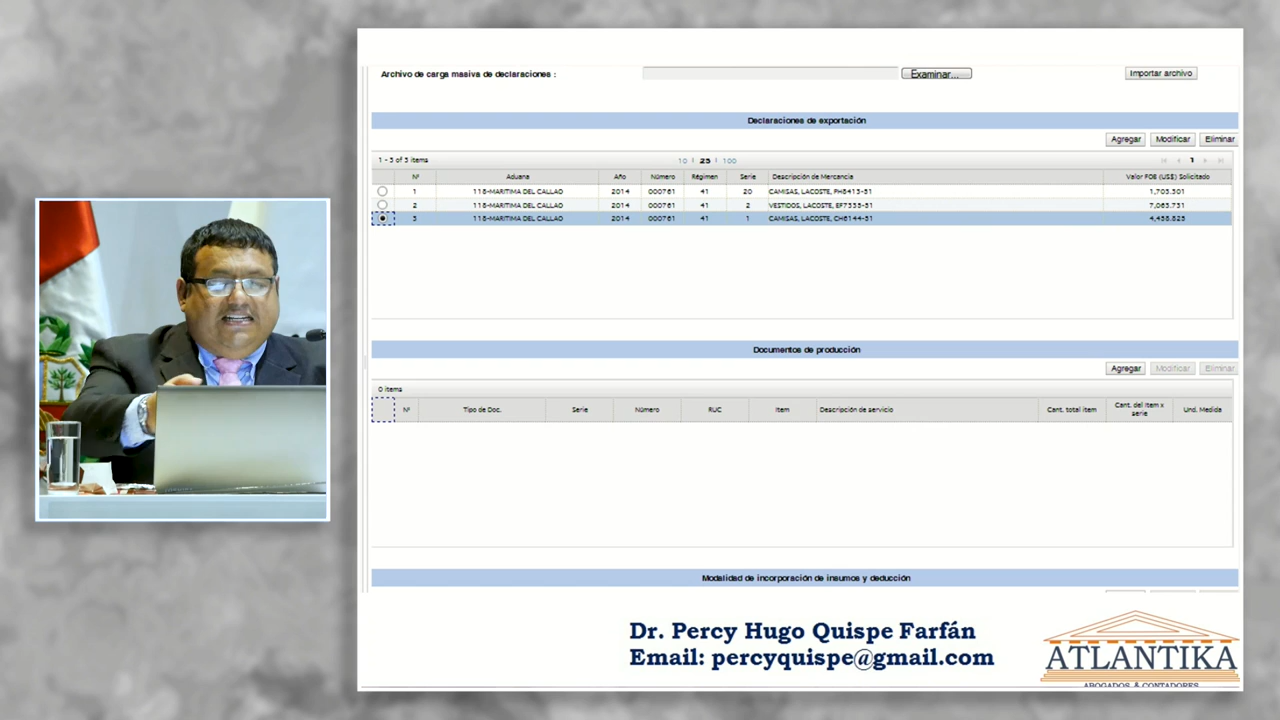 Archivo de carga masiva de declaraciones :
Examinar...
Importar archivo
Declaraciones de exportación
Agregar Modificar Eliminar
1 - 3 of 3 items 10 | 25 | 100 1
Nº Aduana Año Número Régimen Serie Descripción de Mercancia Valor FOB (US$) Solicitado
1 118-MARITIMA DEL CALLAO 2014 000761 41 20 CAMISAS, LACOSTE, PH8413-51 1,703.301
2 118-MARITIMA DEL CALLAO 2014 000761 41 2 VESTIDOS, LACOSTE, EF7335-51 7,063.731
3 118-MARITIMA DEL CALLAO 2014 000761 41 1 CAMISAS, LACOSTE, CH6144-51 4,458.825
Documentos de producción
Agregar Modificar Eliminar
0 items
Nº Tipo de Doc. Serie Número RUC Item Descripción de servicio Cant. total item Cant. del item x serie Und. Medida
Modalidad de incorporación de insumos y deducción
Dr. Percy Hugo Quispe Farfán
Email: percyquispe@gmail.com
ATLANTIKA
ABOGADOS & CONTADORES